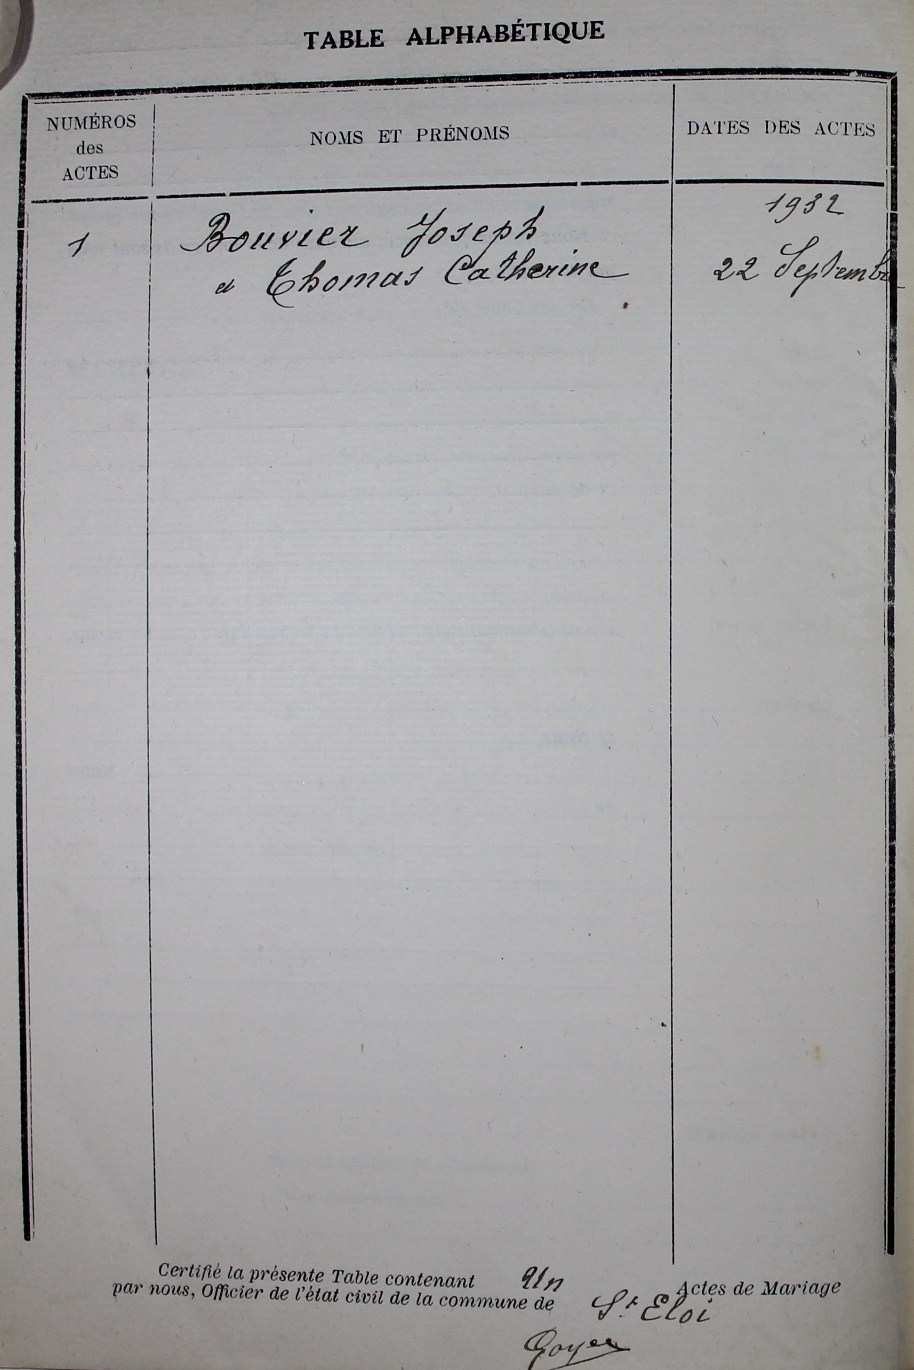 TABLE ALPHABÉTIQUE
NUMÉROS des ACTES
NOMS ET PRÉNOMS
DATES DES ACTES
1932
1 Bouvier Joseph
et Thomas Catherine 22 Septembre
Certifié la présente Table contenant Un Actes de Mariage
par nous, Officier de l'état civil de la commune de St Eloi